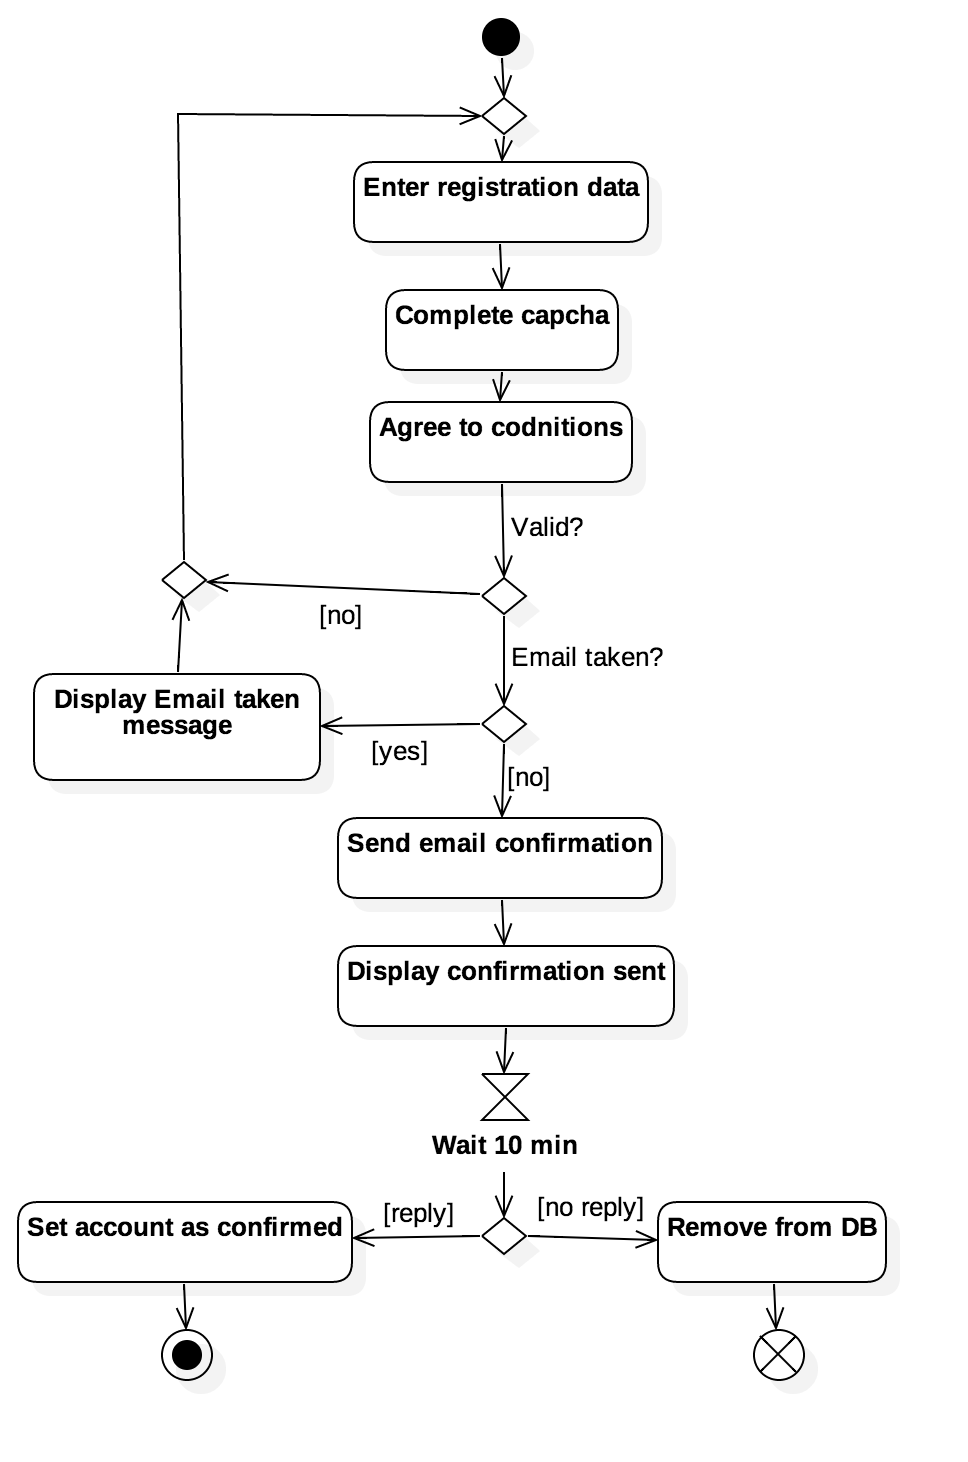 Enter registration data
Complete capcha
Agree to codnitions
Valid?
[no]
Email taken?
Display Email taken
message
[yes]
[no]
Send email confirmation
Display confirmation sent
Wait 10 min
[reply]
[no reply]
Set account as confirmed
Remove from DB